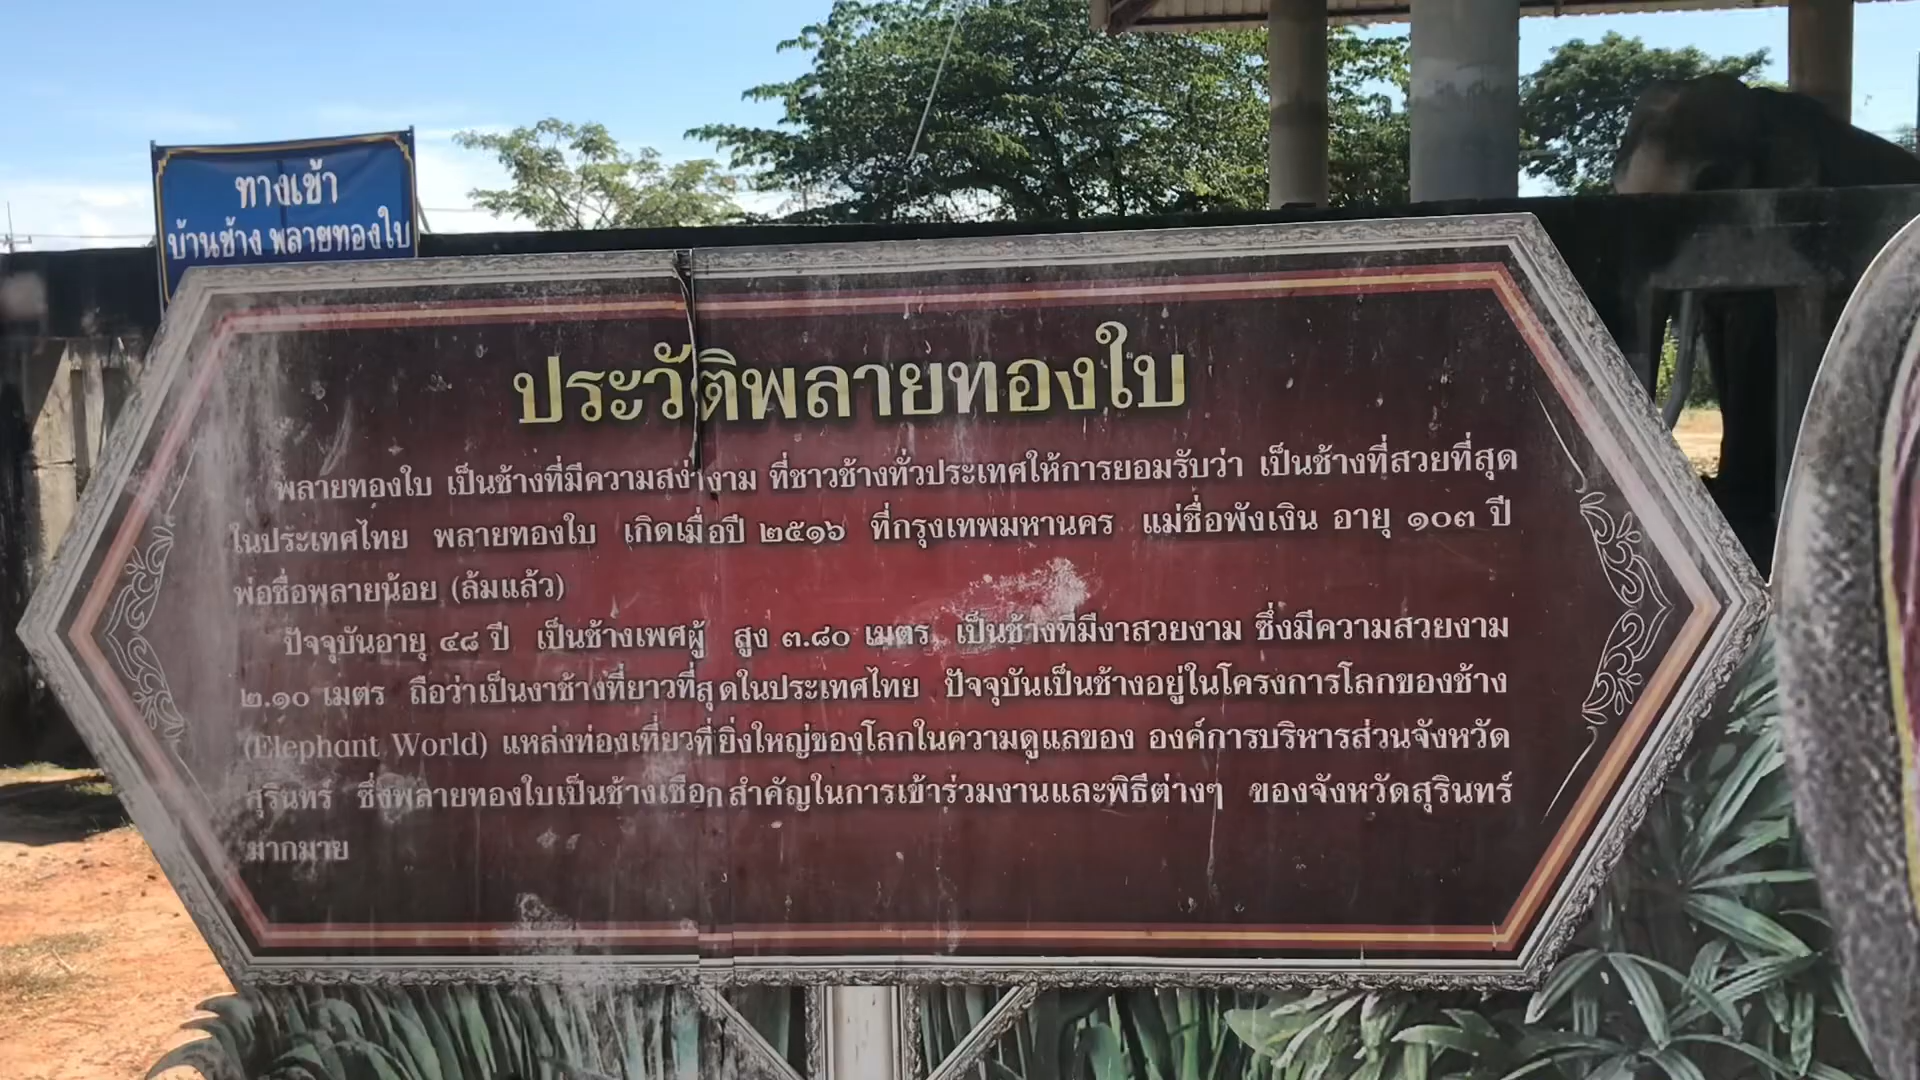 ทางเข้า
บ้านช้าง พลายทองใบ
ประวัติพลายทองใบ
พลายทองใบ เป็นช้างที่มีความสง่างาม ที่ชาวช้างทั่วประเทศให้การยอมรับว่า เป็นช้างที่สวยที่สุด
ในประเทศไทย พลายทองใบ เกิดเมื่อปี ๒๕๑๖ ที่กรุงเทพมหานคร แม่ชื่อพังเงิน อายุ ๑๐๓ ปี
พ่อชื่อพลายน้อย (ล้มแล้ว)
ปัจจุบันอายุ ๔๘ ปี เป็นช้างเพศผู้ สูง ๓.๘๐ เมตร เป็นช้างที่มีงาสวยงาม ซึ่งมีความสวยงาม
๒.๑๐ เมตร ถือว่าเป็นงาช้างที่ยาวที่สุดในประเทศไทย ปัจจุบันเป็นช้างอยู่ในโครงการโลกของช้าง
(Elephant World) แหล่งท่องเที่ยวที่ยิ่งใหญ่ของโลกในความดูแลของ องค์การบริหารส่วนจังหวัด
สุรินทร์ ซึ่งพลายทองใบเป็นช้างเชือกสำคัญในการเข้าร่วมงานและพิธีต่างๆ ของจังหวัดสุรินทร์
มากมาย